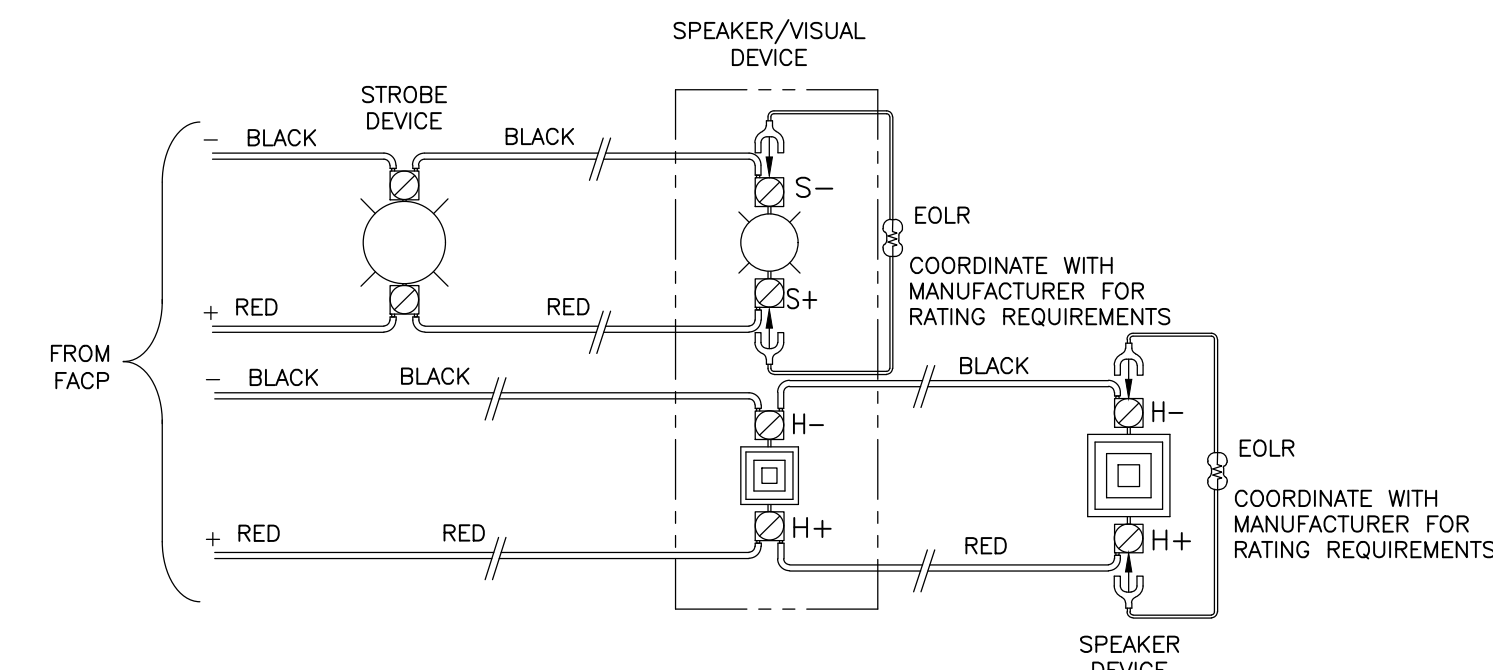 SPEAKER/VISUAL
DEVICE
STROBE
DEVICE
− BLACK
BLACK
S−
EOLR
COORDINATE WITH
MANUFACTURER FOR
RATING REQUIREMENTS
+ RED
RED
S+
FROM
FACP
− BLACK
BLACK
BLACK
H−
H−
EOLR
COORDINATE WITH
MANUFACTURER FOR
RATING REQUIREMENTS
+ RED
RED
H+
RED
H+
SPEAKER
DEVICE